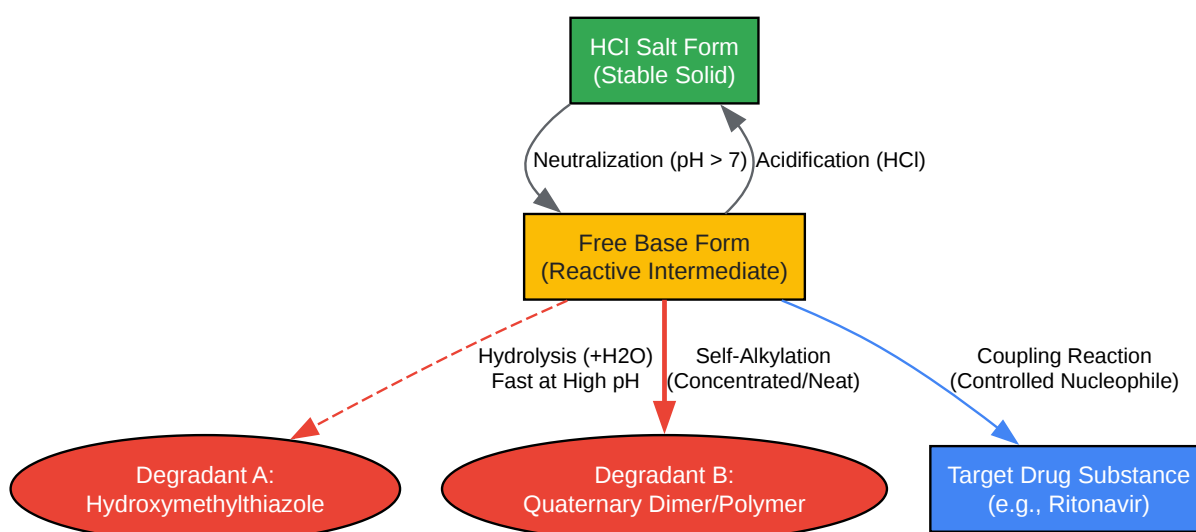 HCl Salt Form
(Stable Solid)
Neutralization (pH > 7)
Acidification (HCl)
Free Base Form
(Reactive Intermediate)
Hydrolysis (+H2O)
Fast at High pH
Self-Alkylation
(Concentrated/Neat)
Coupling Reaction
(Controlled Nucleophile)
Degradant A:
Hydroxymethylthiazole
Degradant B:
Quaternary Dimer/Polymer
Target Drug Substance
(e.g., Ritonavir)